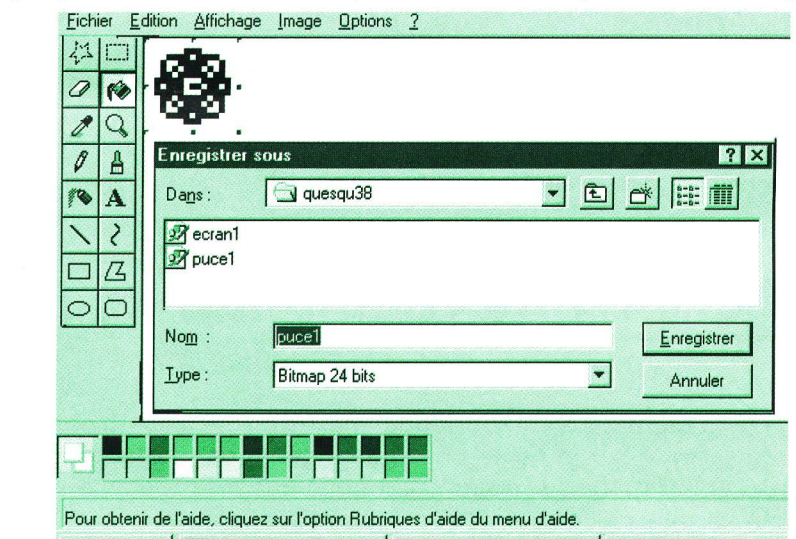 Fichier Edition Affichage Image Options ?
A
Enregistrer sous
Dans : quesqu38
ecran1
puce1
Nom : puce1 Enregistrer
Type : Bitmap 24 bits Annuler
Pour obtenir de l'aide, cliquez sur l'option Rubriques d'aide du menu d'aide.